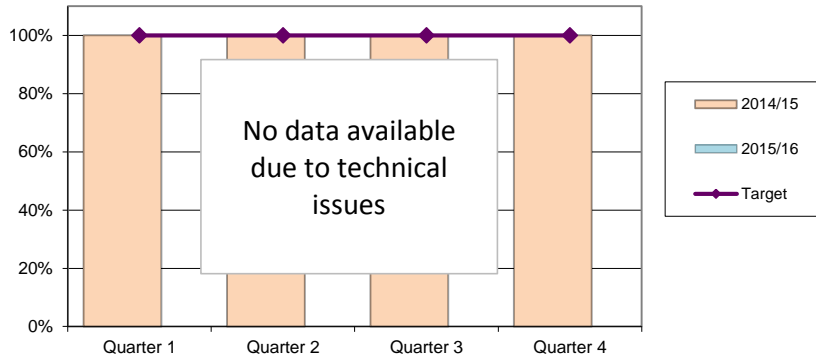 100%
80%
60%
40%
20%
0%
No data available
due to technical
issues
Quarter 1
Quarter 2
Quarter 3
Quarter 4
2014/15
2015/16
Target